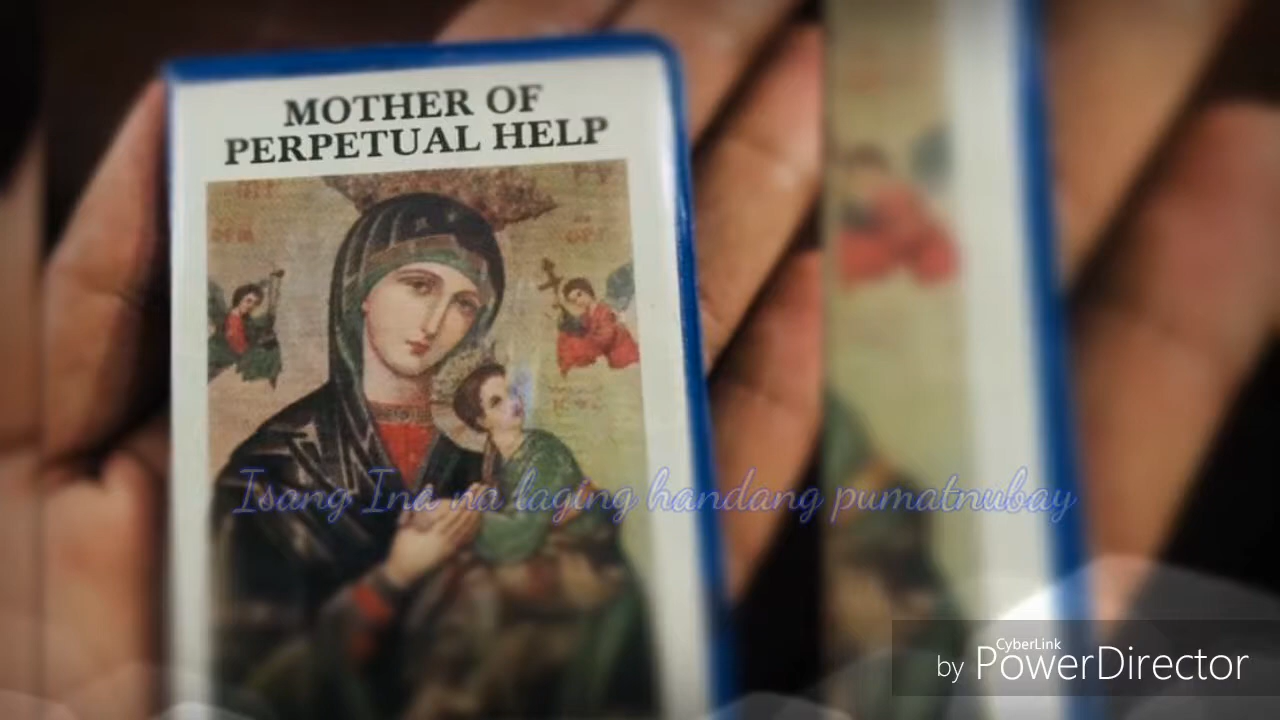 MOTHER OF
PERPETUAL HELP
Isang Ina na laging handang pumatnubay
CyberLink
by PowerDirector